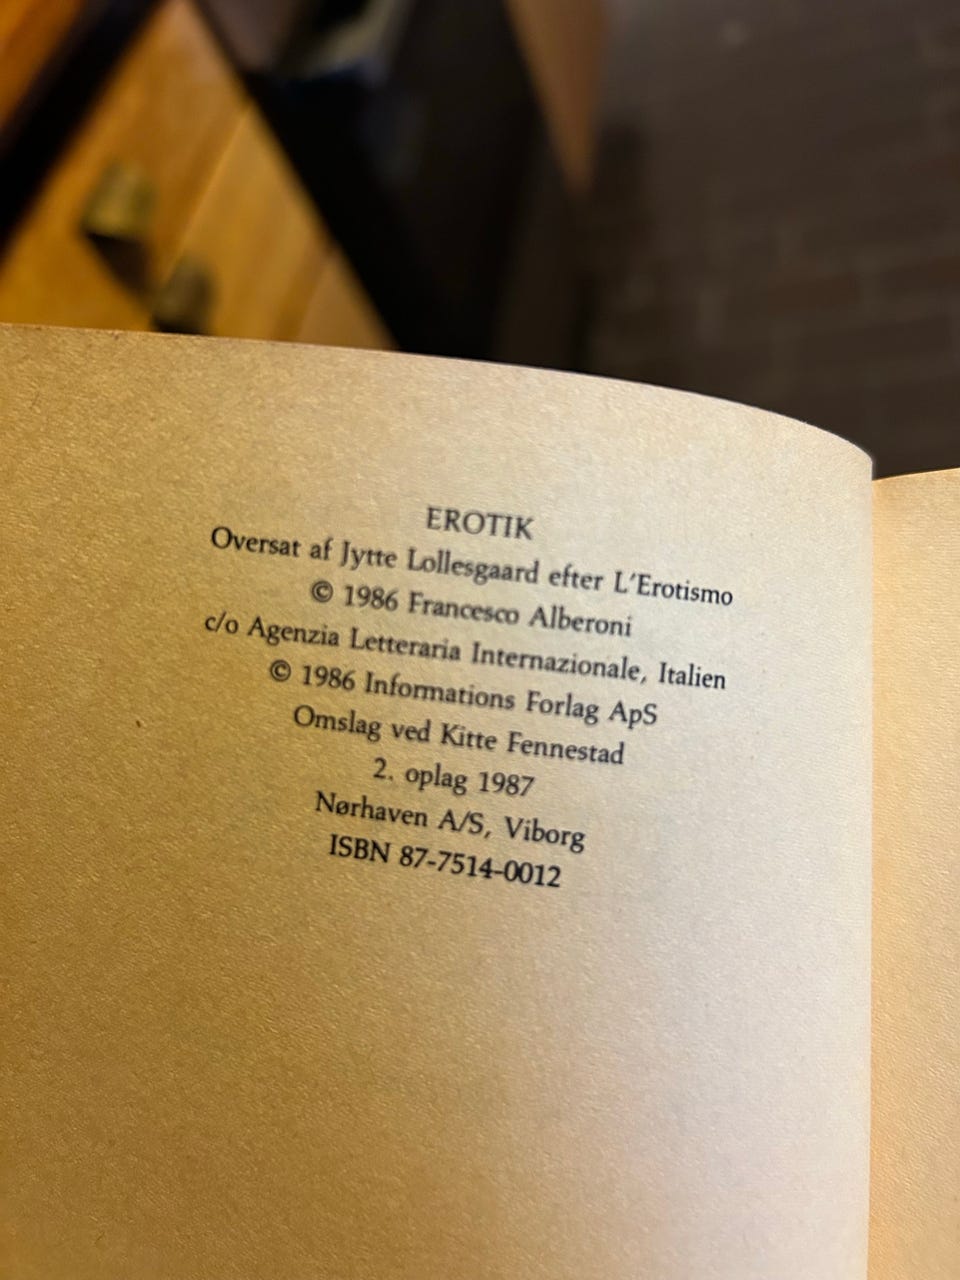 EROTIK
Oversat af Jytte Lollesgaard efter L'Erotismo
© 1986 Francesco Alberoni
c/o Agenzia Letteraria Internazionale, Italien
© 1986 Informations Forlag ApS
Omslag ved Kitte Fennestad
2. oplag 1987
Nørhaven A/S, Viborg
ISBN 87-7514-0012